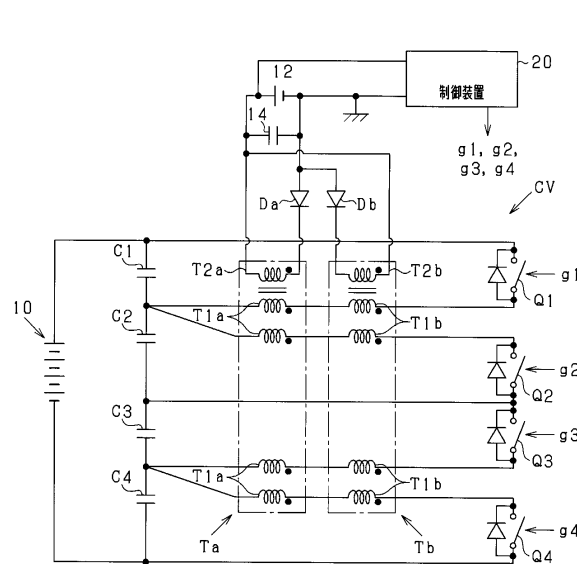 20
12
制御装置
14
g1, g2,
g3, g4
Da
Db
CV
C1
T2a
T2b
g1
10
C2
T1a
T1b
Q1
g2
Q2
C3
g3
C4
T1a
T1b
Q3
g4
Ta
Tb
Q4